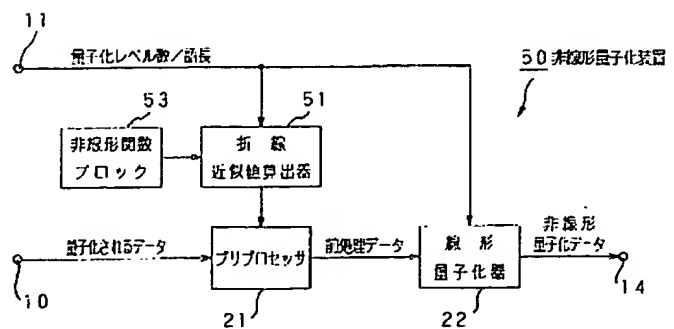 11
量子化レベル数/語長
50 非線形量子化装置
53
51
非線形関数
ブロック
折線
近似値算出器
量子化されるデータ
プリプロセッサ
前処理データ
線形
量子化器
非線形
量子化データ
10
21
22
14